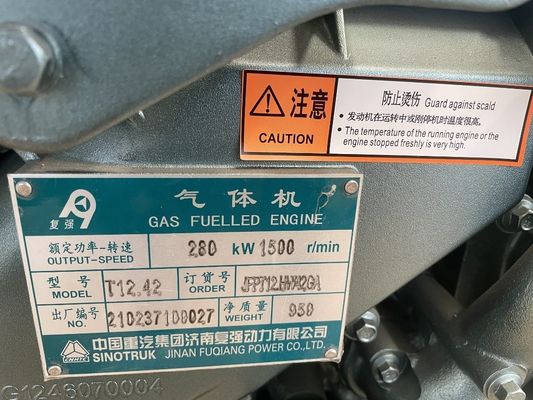 注意
CAUTION
防止烫伤 Guard against scald
• 发动机在运转中或刚停机时温度很高。
• The temperature of the running engine or the
engine stopped freshly is very high.
复强
气体机
GAS FUELLED ENGINE
额定功率-转速 280 kW 1500 r/min
OUTPUT-SPEED
型号 T12.42 订货号
MODEL ORDER
出厂编号 210237100027 净质量 950
NO. WEIGHT
中国重汽集团济南复强动力有限公司
SINOTRUK JINAN FUQIANG POWER CO.,LTD.
G1246070004